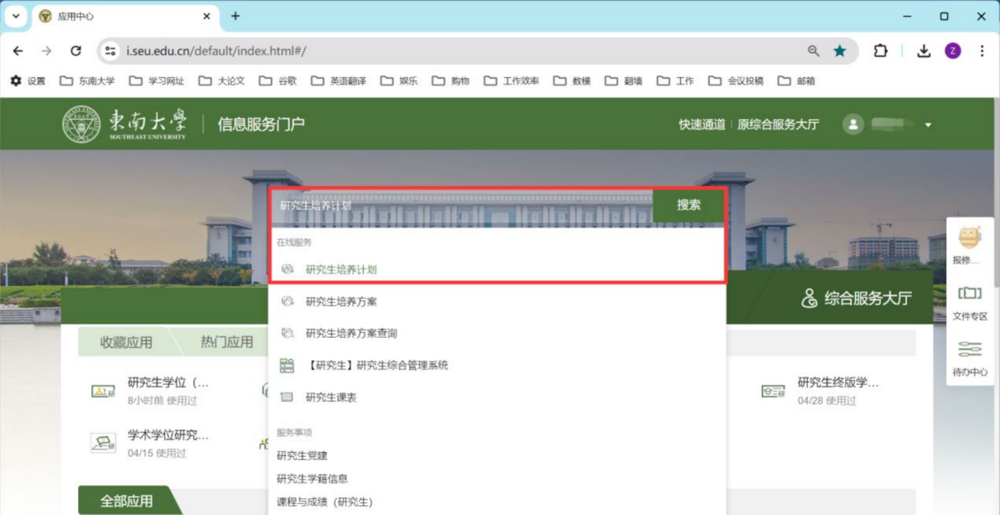 应用中心
i.seu.edu.cn/default/index.html#/
Z
设置 东南大学 学习网址 大论文 谷歌 英语翻译 娱乐 购物 工作效率 数模 翻墙 工作 会议投稿 邮箱
東南大學
SOUTHEAST UNIVERSITY
信息服务门户
快速通道 原综合服务大厅
研究生培养计划 搜索
在线服务
研究生培养计划
研究生培养方案
研究生培养方案查询
【研究生】研究生综合管理系统
研究生课表
服务事项
研究生党建
研究生学籍信息
课程与成绩（研究生）
综合服务大厅
报修...
文件专区
待办中心
收藏应用 热门应用
研究生学位（...
8小时前 使用过
研究生终版学...
04/28 使用过
学术学位研究...
04/15 使用过
全部应用